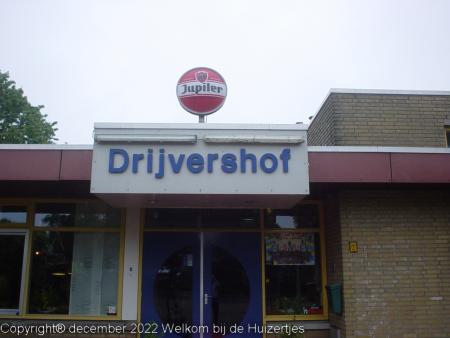 Jupiler
Drijvershof
Copyright® december 2022 Welkom bij de Huizertjes